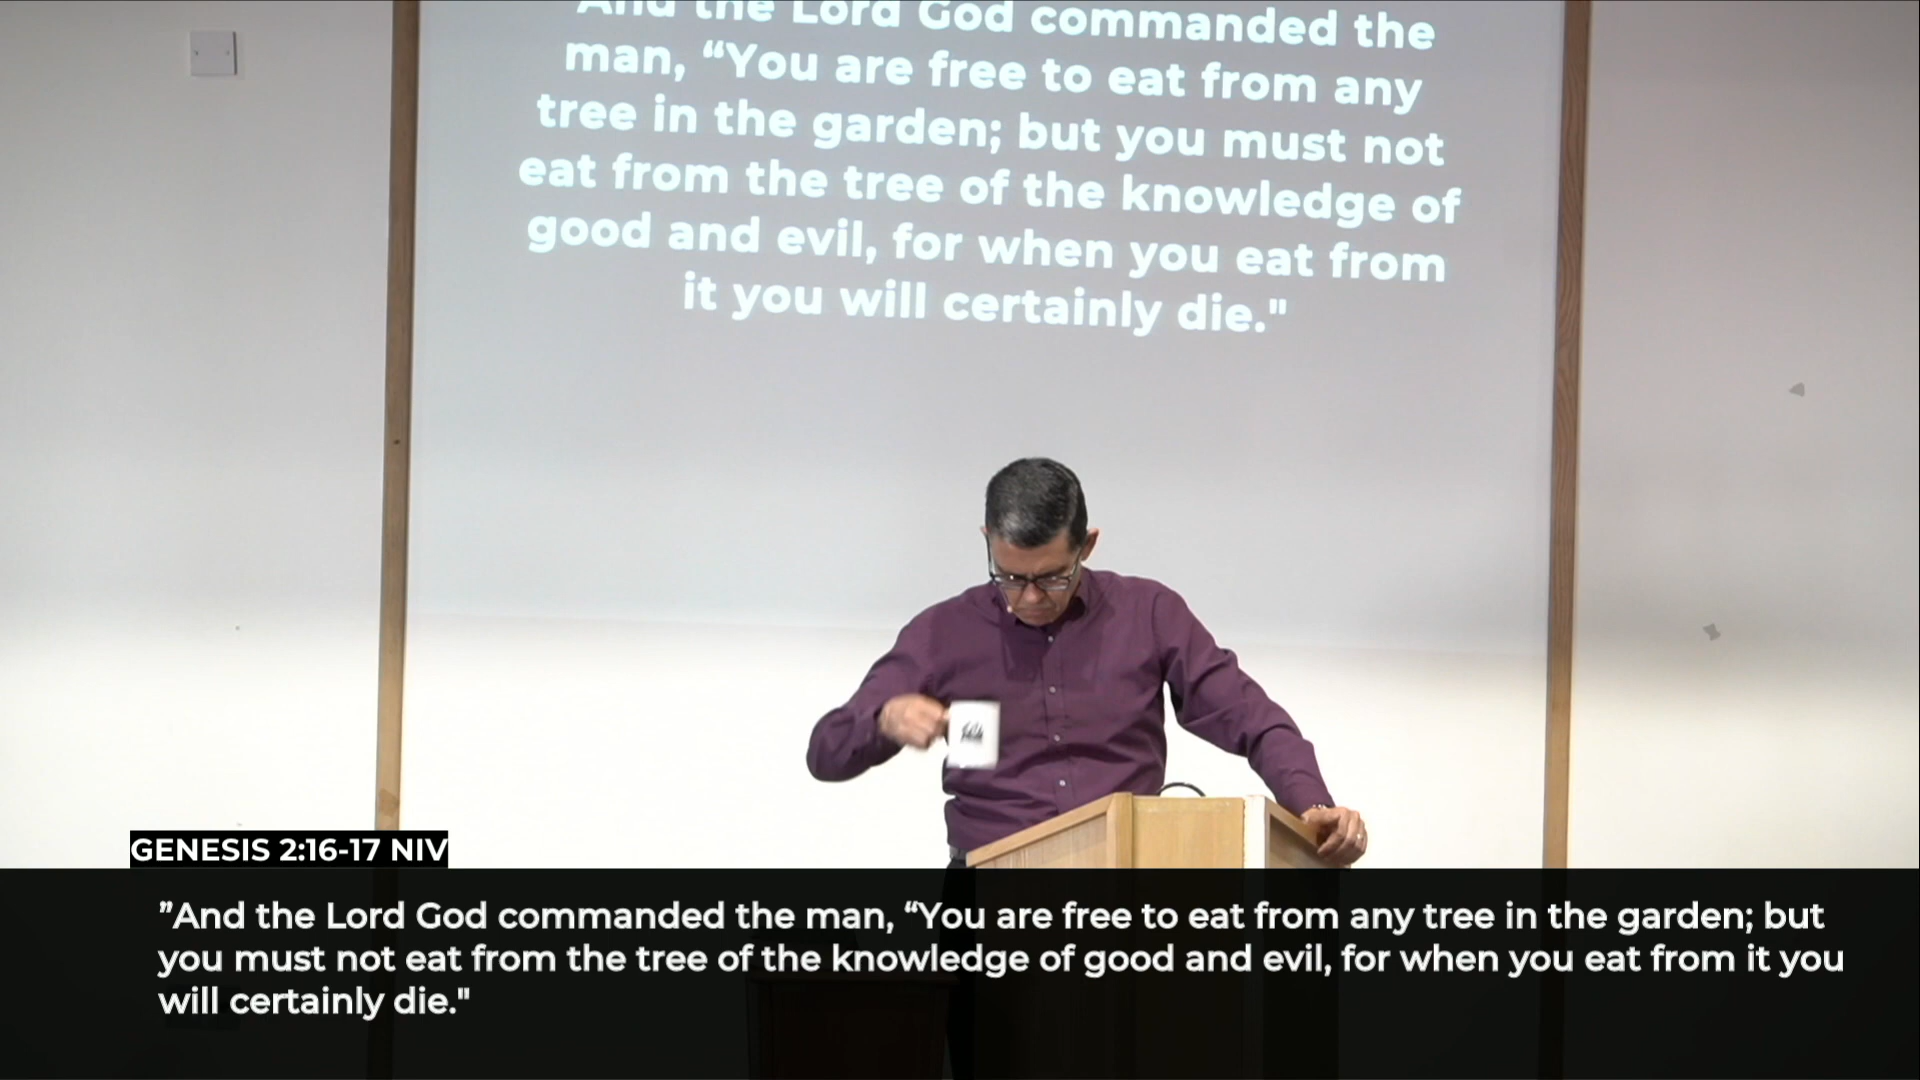 And the Lord God commanded the
man, “You are free to eat from any
tree in the garden; but you must not
eat from the tree of the knowledge of
good and evil, for when you eat from
it you will certainly die."
GENESIS 2:16-17 NIV
”And the Lord God commanded the man, “You are free to eat from any tree in the garden; but
you must not eat from the tree of the knowledge of good and evil, for when you eat from it you
will certainly die."